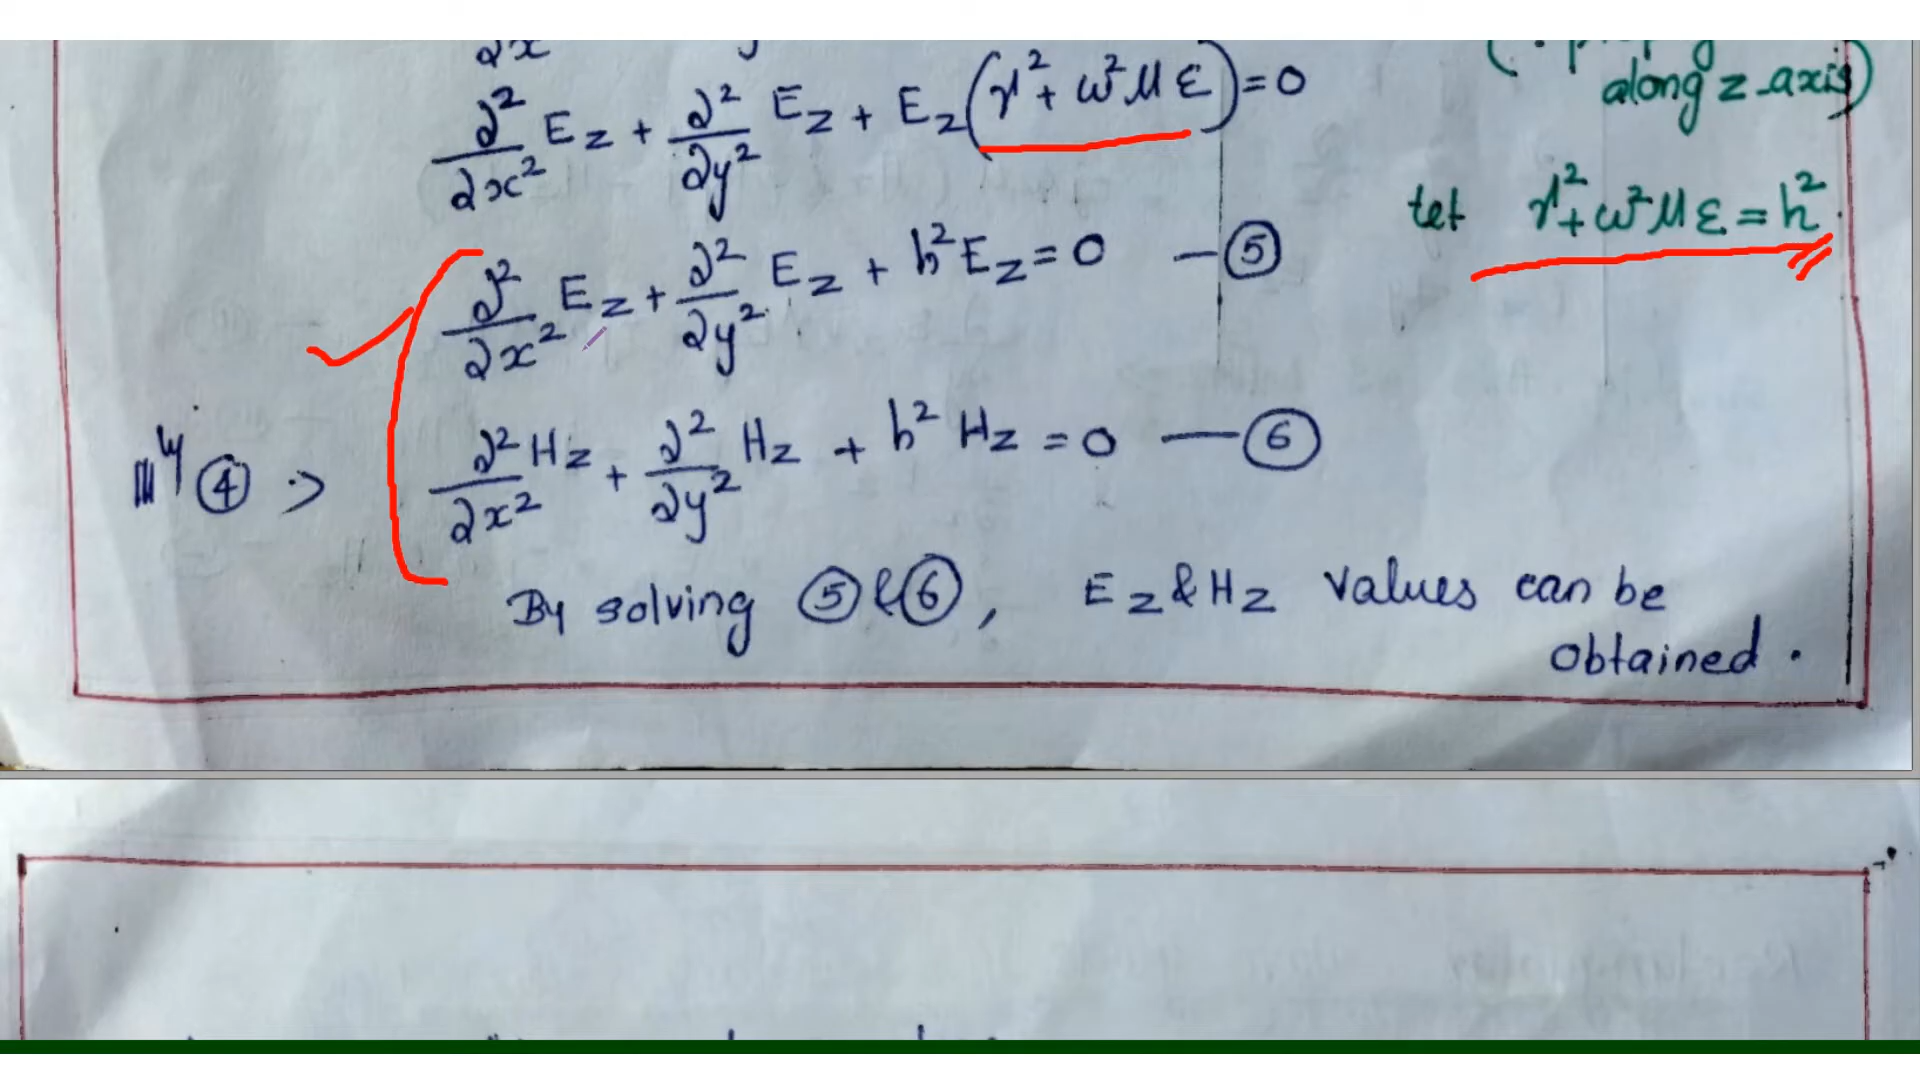 along z-axis)
∂²/∂x² Ez + ∂²/∂y² Ez + Ez(γ² + ω²με) = 0
let γ² + ω²με = h².
∂²/∂x² Ez + ∂²/∂y² Ez + h² Ez = 0 — ⑤
|||ly ④ => ∂²Hz/∂x² + ∂²/∂y² Hz + h² Hz = 0 — ⑥
By solving ⑤ & ⑥, Ez & Hz values can be
obtained.